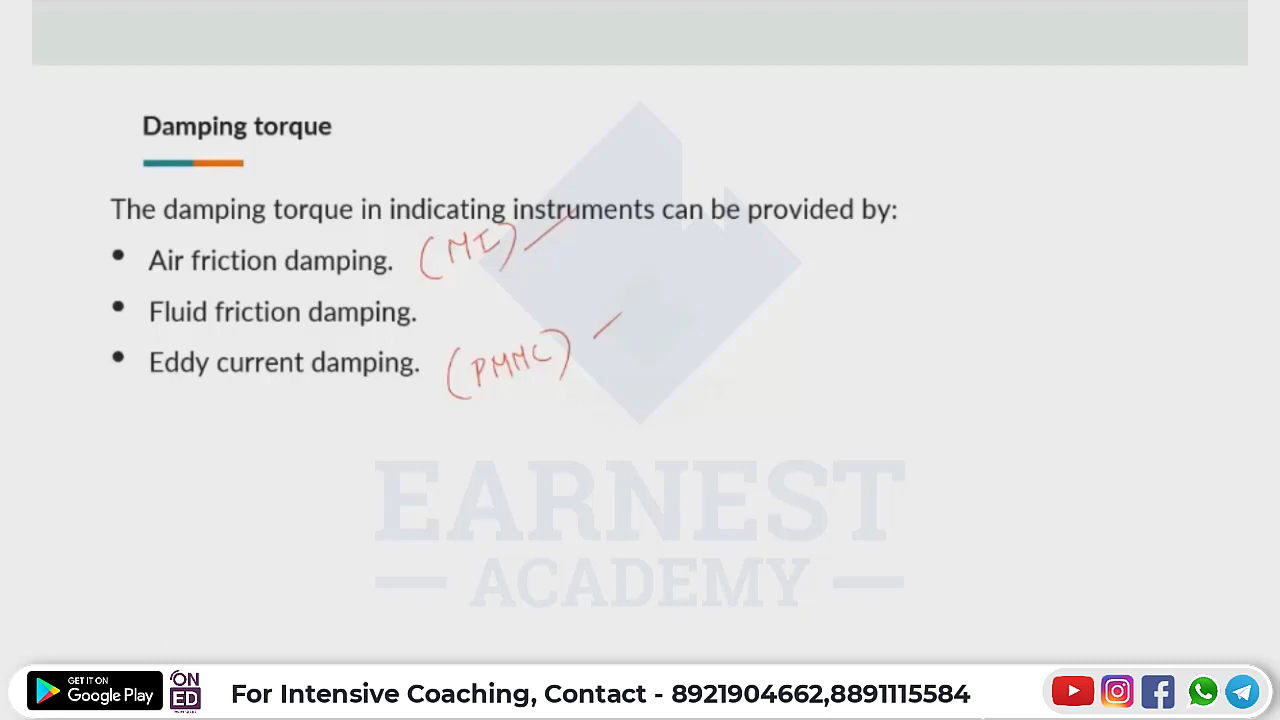 Damping torque
The damping torque in indicating instruments can be provided by:
• Air friction damping. (MI)
• Fluid friction damping.
• Eddy current damping. (PMMC)
EARNEST
ACADEMY
GET IT ON
Google Play
ON
ED
For Intensive Coaching, Contact - 8921904662,8891115584